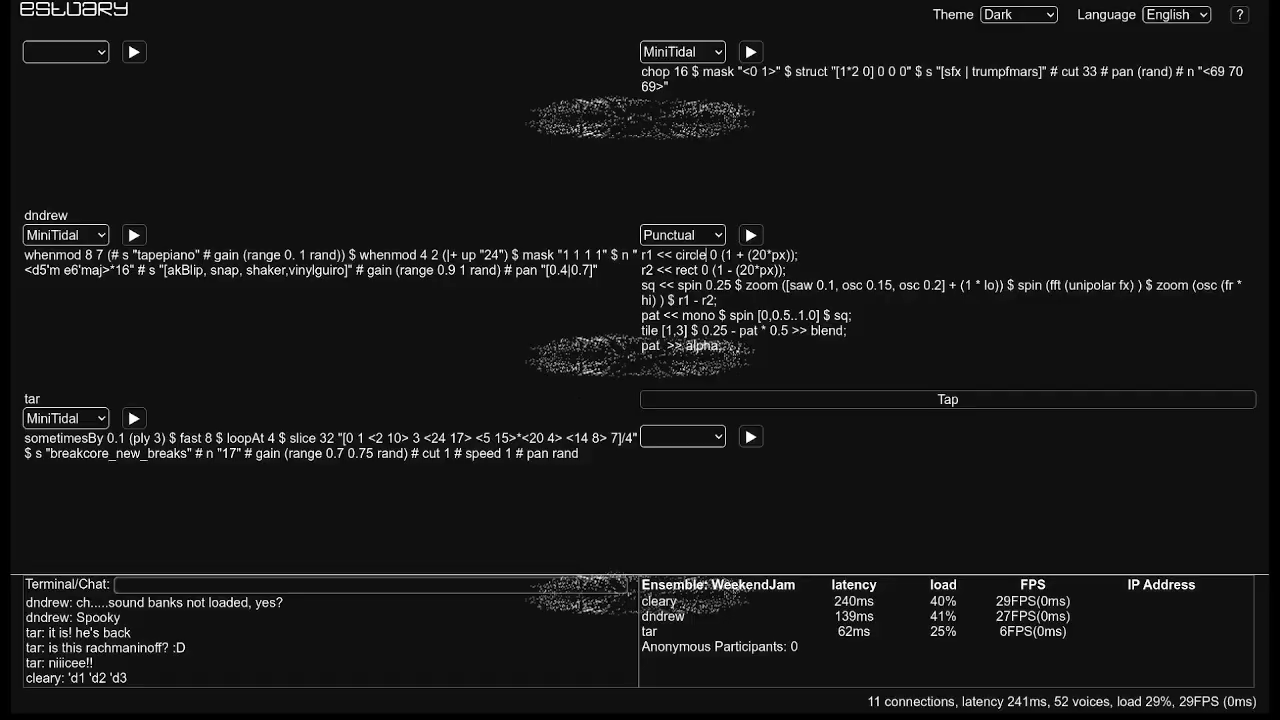 estuary
Theme Dark Language English ?
MiniTidal
chop 16 $ mask "<0 1>" $ struct "[1*2 0] 0 0 0" $ s "[sfx | trumpfmars]" # cut 33 # pan (rand) # n "<69 70
69>"
dndrew
MiniTidal
whenmod 8 7 (# s "tapepiano" # gain (range 0. 1 rand)) $ whenmod 4 2 (|+ up "24") $ mask "1 1 1 1" $ n "
<d5'm e6'maj>*16" # s "[akBlip, snap, shaker,vinylguiro]" # gain (range 0.9 1 rand) # pan "[0.4|0.7]"
Punctual
r1 << circle 0 (1 + (20*px));
r2 << rect 0 (1 - (20*px));
sq << spin 0.25 $ zoom ([saw 0.1, osc 0.15, osc 0.2] + (1 * lo)) $ spin (fft (unipolar fx) ) $ zoom (osc (fr *
hi) ) $ r1 - r2;
pat << mono $ spin [0,0.5..1.0] $ sq;
tile [1,3] $ 0.25 - pat * 0.5 >> blend;
pat >> alpha;
tar
MiniTidal
sometimesBy 0.1 (ply 3) $ fast 8 $ loopAt 4 $ slice 32 "[0 1 <2 10> 3 <24 17> <5 15>*<20 4> <14 8> 7]/4"
$ s "breakcore_new_breaks" # n "17" # gain (range 0.7 0.75 rand) # cut 1 # speed 1 # pan rand
Tap
Terminal/Chat:
dndrew: ch.....sound banks not loaded, yes?
dndrew: Spooky
tar: it is! he's back
tar: is this rachmaninoff? :D
tar: niiicee!!
cleary: 'd1 'd2 'd3
Ensemble: WeekendJam latency load FPS IP Address
cleary 240ms 40% 29FPS(0ms)
dndrew 139ms 41% 27FPS(0ms)
tar 62ms 25% 6FPS(0ms)
Anonymous Participants: 0
11 connections, latency 241ms, 52 voices, load 29%, 29FPS (0ms)